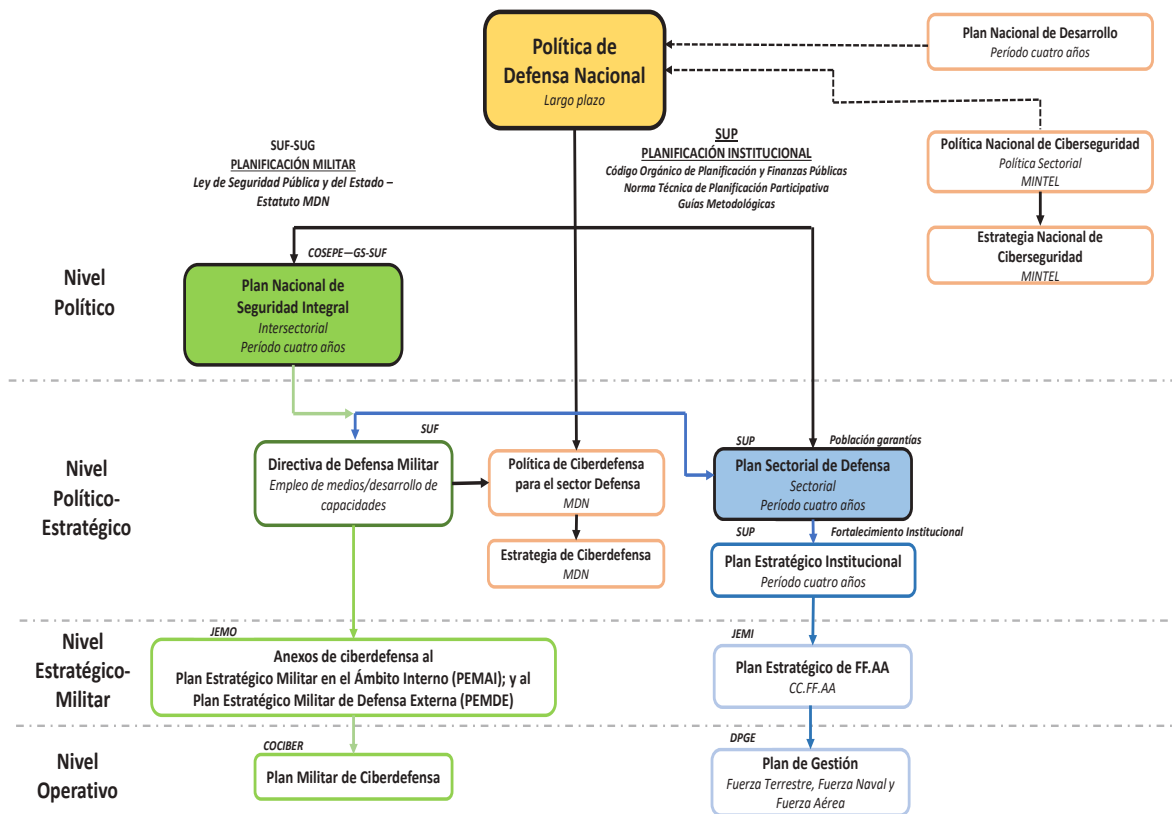 Política de
Defensa Nacional
Largo plazo
Plan Nacional de Desarrollo
Período cuatro años
SUF-SUG
PLANIFICACIÓN MILITAR
Ley de Seguridad Pública y del Estado –
Estatuto MDN
SUP
PLANIFICACIÓN INSTITUCIONAL
Código Orgánico de Planificación y Finanzas Públicas
Norma Técnica de Planificación Participativa
Guías Metodológicas
Política Nacional de Ciberseguridad
Política Sectorial
MINTEL
Estrategia Nacional de
Ciberseguridad
MINTEL
Nivel
Político
COSEPE—GS-SUF
Plan Nacional de
Seguridad Integral
Intersectorial
Período cuatro años
Nivel
Político-
Estratégico
SUF
Directiva de Defensa Militar
Empleo de medios/desarrollo de
capacidades
Política de Ciberdefensa
para el sector Defensa
MDN
Estrategia de Ciberdefensa
MDN
SUP
Población garantías
Plan Sectorial de Defensa
Sectorial
Período cuatro años
SUP
Fortalecimiento Institucional
Plan Estratégico Institucional
Período cuatro años
Nivel
Estratégico-
Militar
JEMO
Anexos de ciberdefensa al
Plan Estratégico Militar en el Ámbito Interno (PEMAI); y al
Plan Estratégico Militar de Defensa Externa (PEMDE)
JEMI
Plan Estratégico de FF.AA
CC.FF.AA
Nivel
Operativo
COCIBER
Plan Militar de Ciberdefensa
DPGE
Plan de Gestión
Fuerza Terrestre, Fuerza Naval y
Fuerza Aérea